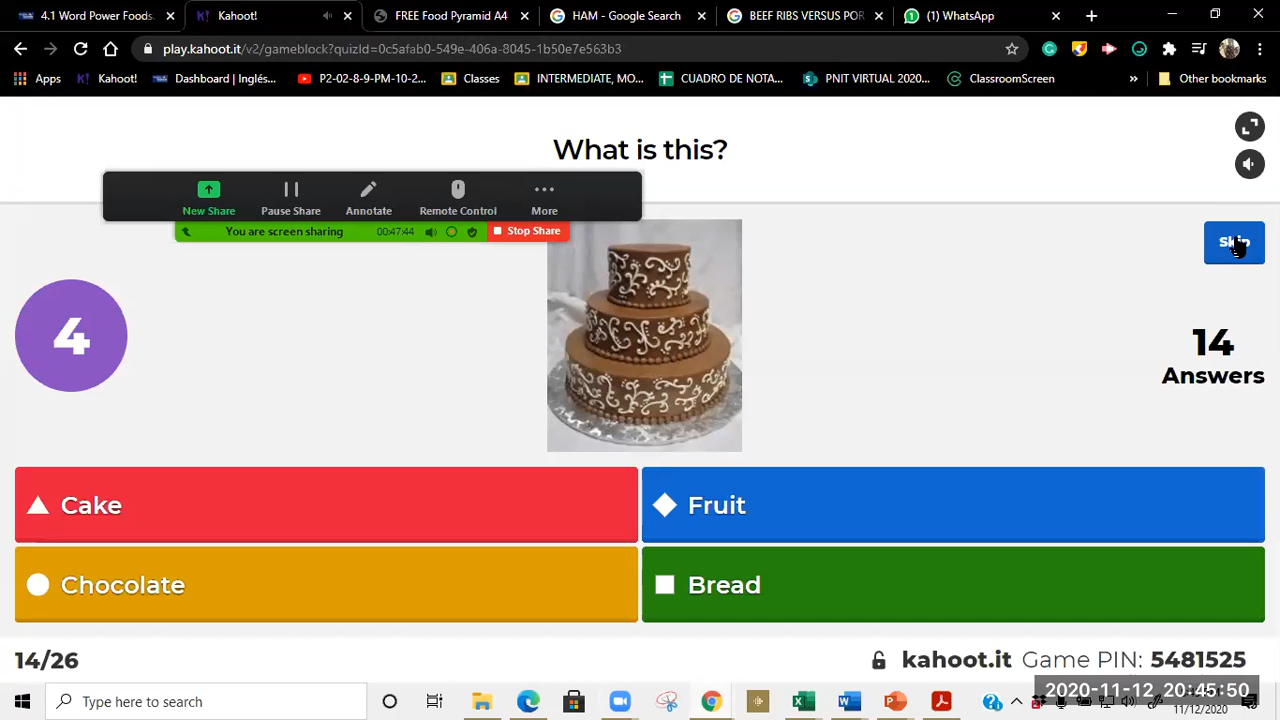 4.1 Word Power Foods.
Kahoot!
FREE Food Pyramid A4
HAM - Google Search
BEEF RIBS VERSUS POR
(1) WhatsApp
play.kahoot.it/v2/gameblock?quizId=0c5afab0-549e-406a-8045-1b50e7e563b3
Apps
Kahoot!
Dashboard | Inglés...
P2-02-8-9-PM-10-2...
Classes
INTERMEDIATE, MO...
CUADRO DE NOTA...
PNIT VIRTUAL 2020...
ClassroomScreen
»
Other bookmarks
What is this?
New Share
Pause Share
Annotate
Remote Control
More
You are screen sharing
00:47:44
Stop Share
Skip
4
14
Answers
Cake
Fruit
Chocolate
Bread
14/26
kahoot.it Game PIN: 5481525
Type here to search
2020-11-12 20:45:50
11/12/2020